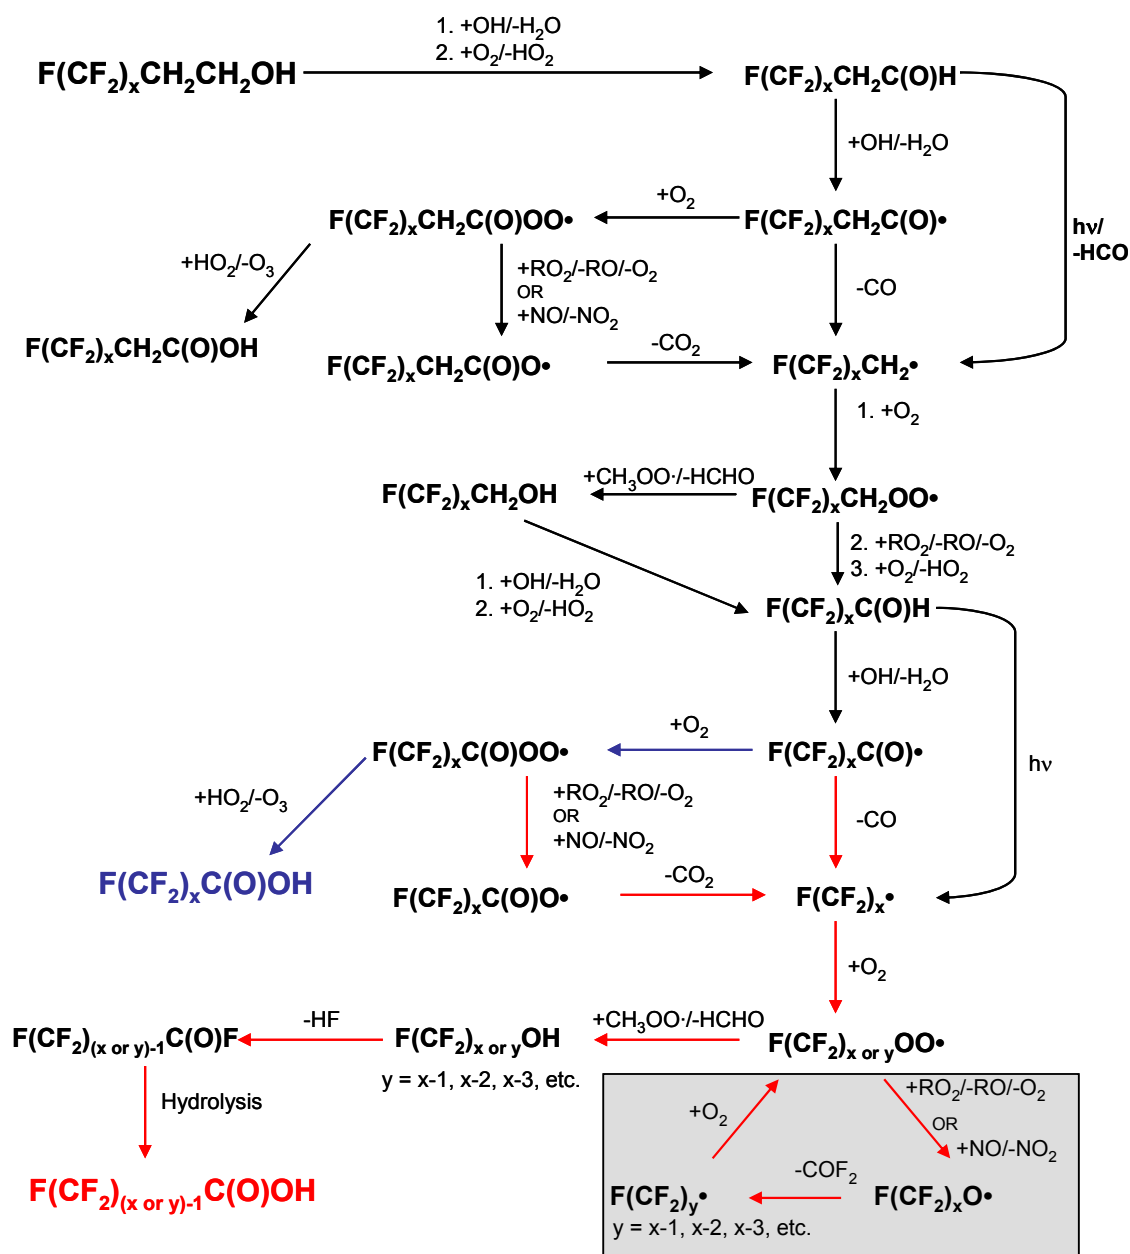 1. +OH/-H₂O
2. +O₂/-HO₂
F(CF₂)ₓCH₂CH₂OH
F(CF₂)ₓCH₂C(O)H
+OH/-H₂O
hν/
-HCO
+O₂
F(CF₂)ₓCH₂C(O)OO•
F(CF₂)ₓCH₂C(O)•
+HO₂/-O₃
+RO₂/-RO/-O₂
OR
+NO/-NO₂
-CO
F(CF₂)ₓCH₂C(O)OH
F(CF₂)ₓCH₂C(O)O•
-CO₂
F(CF₂)ₓCH₂•
1. +O₂
+CH₃OO·/-HCHO
F(CF₂)ₓCH₂OH
F(CF₂)ₓCH₂OO•
2. +RO₂/-RO/-O₂
3. +O₂/-HO₂
1. +OH/-H₂O
2. +O₂/-HO₂
F(CF₂)ₓC(O)H
+OH/-H₂O
+O₂
F(CF₂)ₓC(O)OO•
F(CF₂)ₓC(O)•
hν
+HO₂/-O₃
+RO₂/-RO/-O₂
OR
+NO/-NO₂
-CO
F(CF₂)ₓC(O)OH
F(CF₂)ₓC(O)O•
-CO₂
F(CF₂)ₓ•
+O₂
-HF
+CH₃OO·/-HCHO
F(CF₂)(x or y)-1C(O)F
F(CF₂)x or yOH
F(CF₂)x or yOO•
y = x-1, x-2, x-3, etc.
Hydrolysis
+O₂
+RO₂/-RO/-O₂
OR
+NO/-NO₂
-COF₂
F(CF₂)(x or y)-1C(O)OH
F(CF₂)y•
F(CF₂)ₓO•
y = x-1, x-2, x-3, etc.